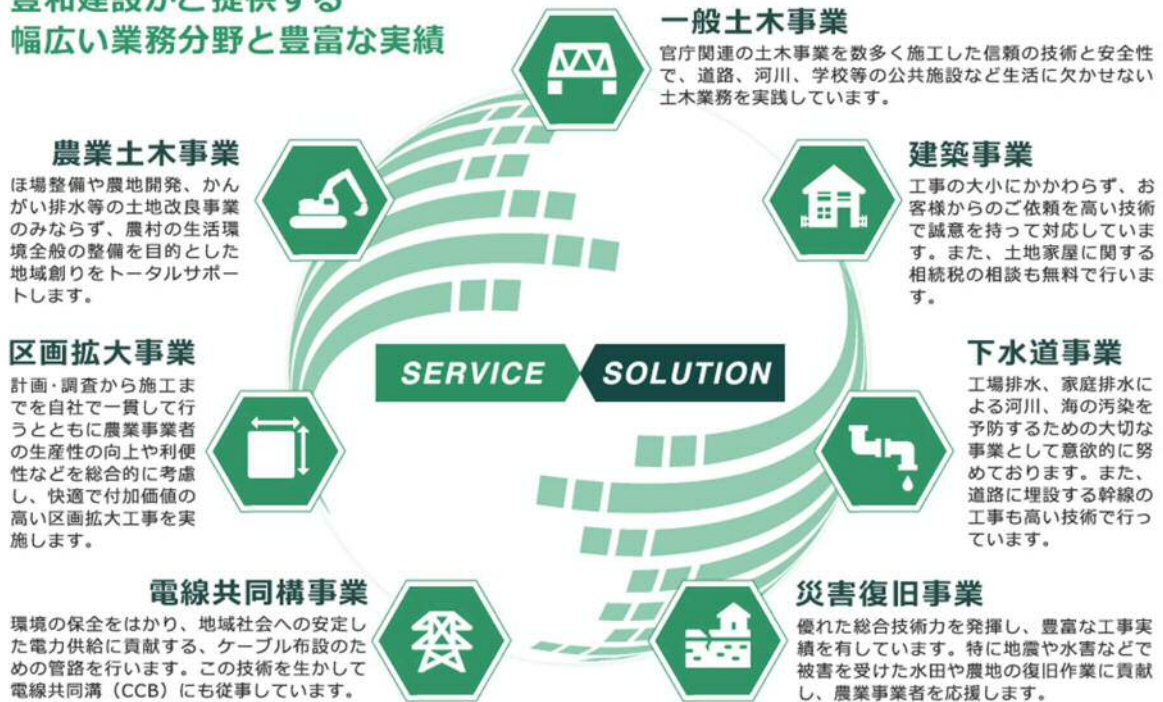 豊和建設がご提供する
幅広い業務分野と豊富な実績
一般土木事業
官庁関連の土木事業を数多く施工した信頼の技術と安全性
で、道路、河川、学校等の公共施設など生活に欠かせない
土木業務を実践しています。
農業土木事業
ほ場整備や農地開発、かん
がい排水等の土地改良事業
のみならず、農村の生活環
境全般の整備を目的とした
地域創りをトータルサポー
トします。
建築事業
工事の大小にかかわらず、お
客様からのご依頼を高い技術
で誠意を持って対応していま
す。また、土地家屋に関する
相続税の相談も無料で行いま
す。
区画拡大事業
計画・調査から施工ま
でを自社で一貫して行
うとともに農業事業者
の生産性の向上や利便
性などを総合的に考慮
し、快適で付加価値の
高い区画拡大工事を実
施します。
SERVICE
SOLUTION
下水道事業
工場排水、家庭排水に
よる河川、海の汚染を
予防するための大切な
事業として意欲的に努
めております。また、
道路に埋設する幹線の
工事も高い技術で行っ
ています。
電線共同構事業
環境の保全をはかり、地域社会への安定し
た電力供給に貢献する、ケーブル布設のた
めの管路を行います。この技術を生かして
電線共同溝（CCB）にも従事しています。
災害復旧事業
優れた総合技術力を発揮し、豊富な工事実
績を有しています。特に地震や水害などで
被害を受けた水田や農地の復旧作業に貢献
し、農業事業者を応援します。